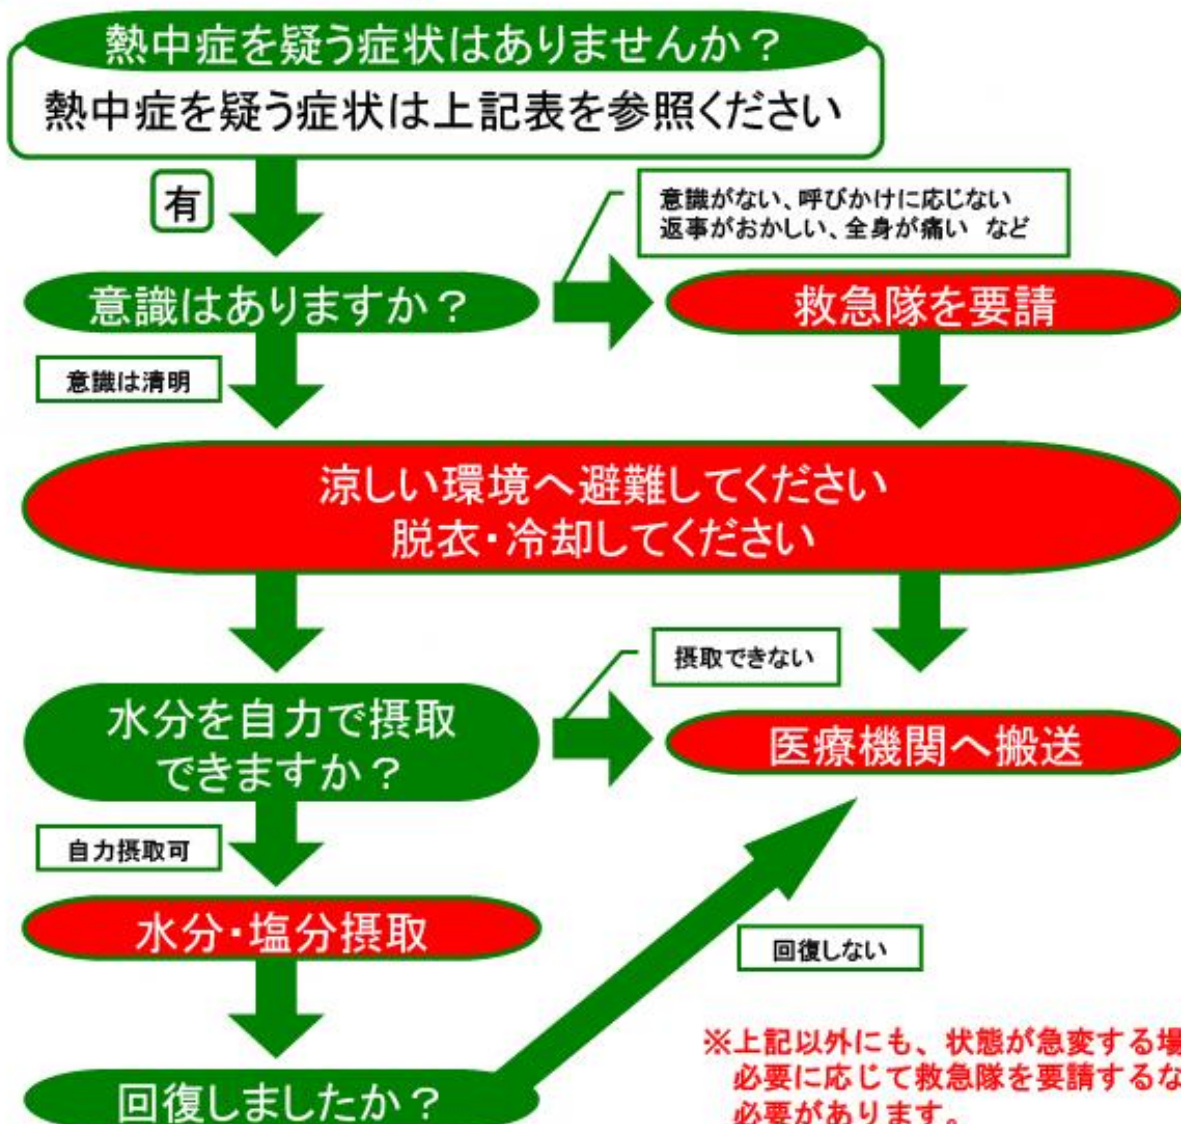 熱中症を疑う症状はありませんか？
熱中症を疑う症状は上記表を参照ください
有
意識がない、呼びかけに応じない
返事がおかしい、全身が痛い など
意識はありますか？
救急隊を要請
意識は清明
涼しい環境へ避難してください
脱衣・冷却してください
摂取できない
水分を自力で摂取
できますか？
医療機関へ搬送
自力摂取可
水分・塩分摂取
回復しない
※上記以外にも、状態が急変する場
必要に応じて救急隊を要請するな
必要があります。
回復しましたか？